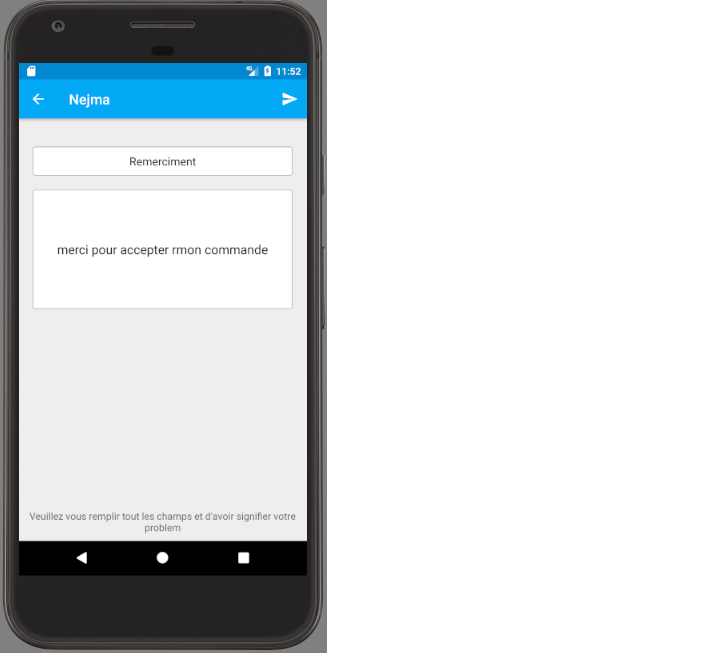 11:52
Nejma
Remerciment
merci pour accepter rmon commande
Veuillez vous remplir tout les champs et d'avoir signifier votre
problem